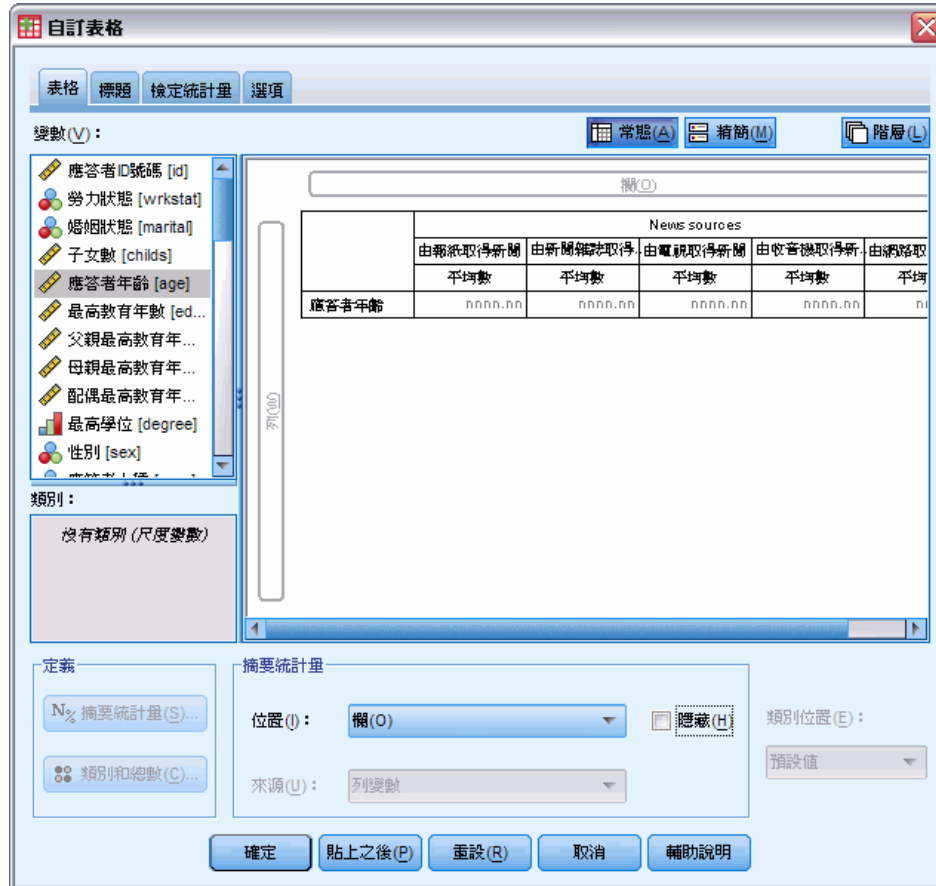 自訂表格
表格 標題 檢定統計量 選項
變數(V)： 常態(A) 精簡(M) 階層(L)
應答者ID號碼 [id]
勞力狀態 [wrkstat]
婚姻狀態 [marital]
子女數 [childs]
應答者年齡 [age]
最高教育年數 [ed...
父親最高教育年...
母親最高教育年...
配偶最高教育年...
最高學位 [degree]
性別 [sex]
類別：
沒有類別 (尺度變數)
欄(O)
列(W)
News sources
由報紙取得新聞 由新聞雜誌取得... 由電視取得新聞 由收音機取得新... 由網路取
平均數 平均數 平均數 平均數 平均
應答者年齡 nnnn.nn nnnn.nn nnnn.nn nnnn.nn n
定義
摘要統計量(S)...
類別和總數(C)...
摘要統計量
位置(I)： 欄(O) 隱藏(H)
來源(U)： 列變數
類別位置(E)：
預設值
確定 貼上之後(P) 重設(R) 取消 輔助說明